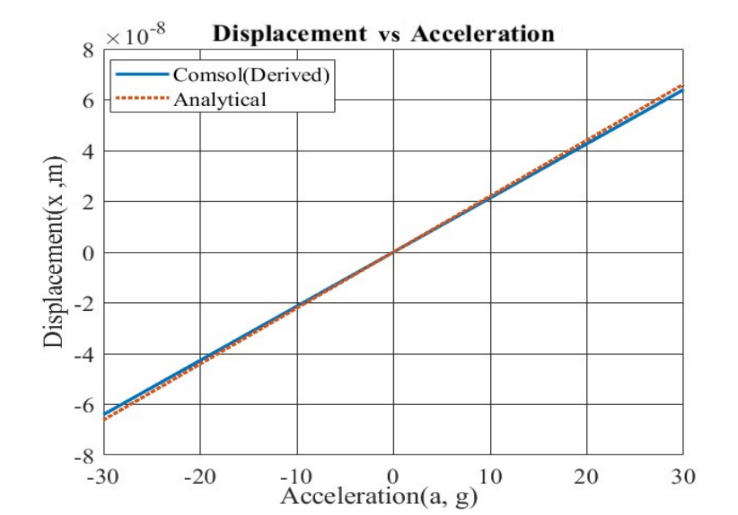 Displacement vs Acceleration
×10⁻⁸
8
6
4
2
0
-2
-4
-6
-8
Displacement(x ,m)
Comsol(Derived)
Analytical
-30 -20 -10 0 10 20 30
Acceleration(a, g)